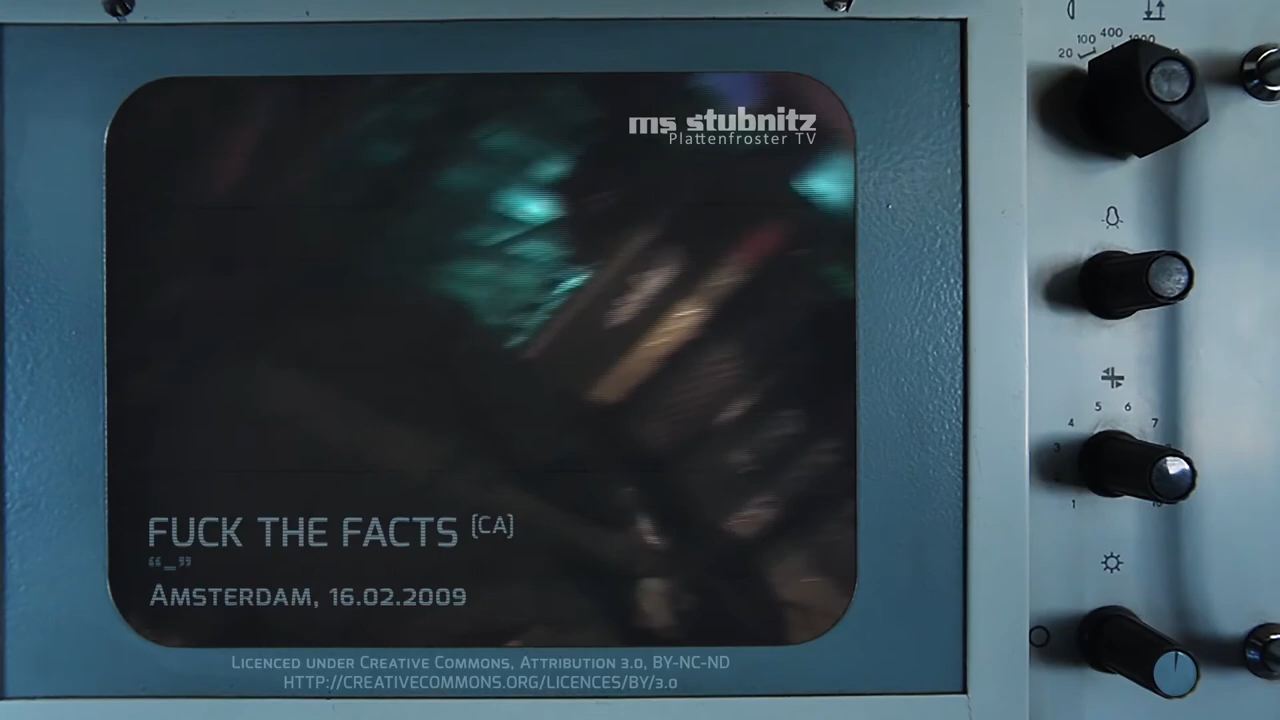 ms stubnitz
Plattenfroster TV
20 100 400 1000
5 6
4 7
3
1 10
FUCK THE FACTS [CA]
“_”
AMSTERDAM, 16.02.2009
LICENCED UNDER CREATIVE COMMONS, ATTRIBUTION 3.0, BY-NC-ND
HTTP://CREATIVECOMMONS.ORG/LICENCES/BY/3.0